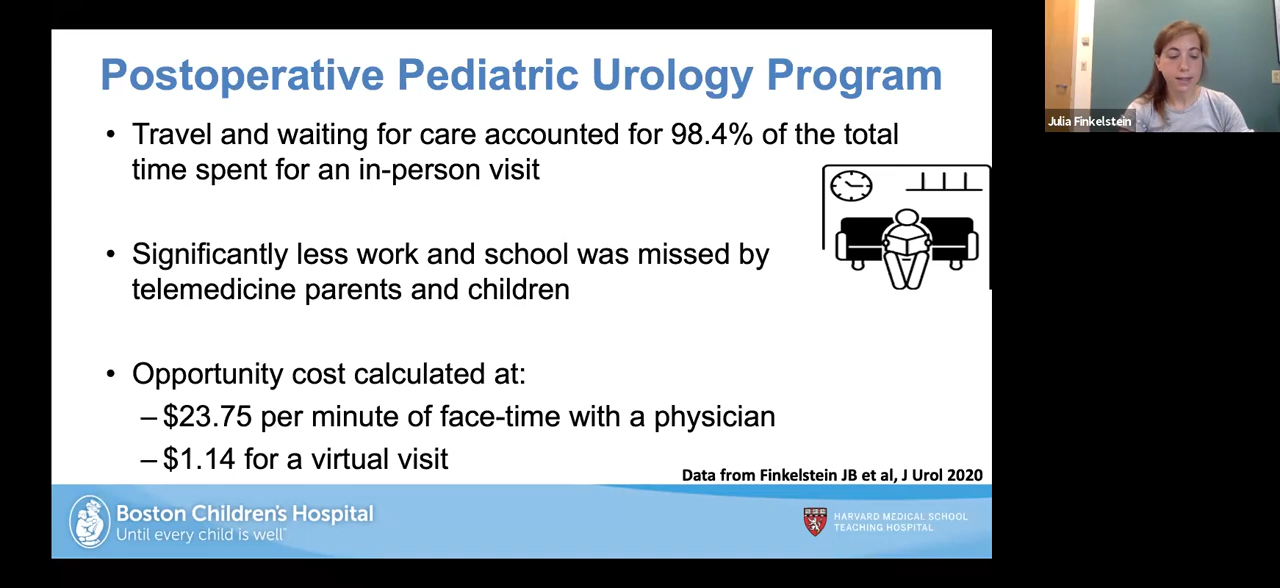 Postoperative Pediatric Urology Program
• Travel and waiting for care accounted for 98.4% of the total
time spent for an in-person visit
• Significantly less work and school was missed by
telemedicine parents and children
• Opportunity cost calculated at:
– $23.75 per minute of face-time with a physician
– $1.14 for a virtual visit
Data from Finkelstein JB et al, J Urol 2020
Boston Children's Hospital
Until every child is well™
HARVARD MEDICAL SCHOOL
TEACHING HOSPITAL
Julia Finkelstein